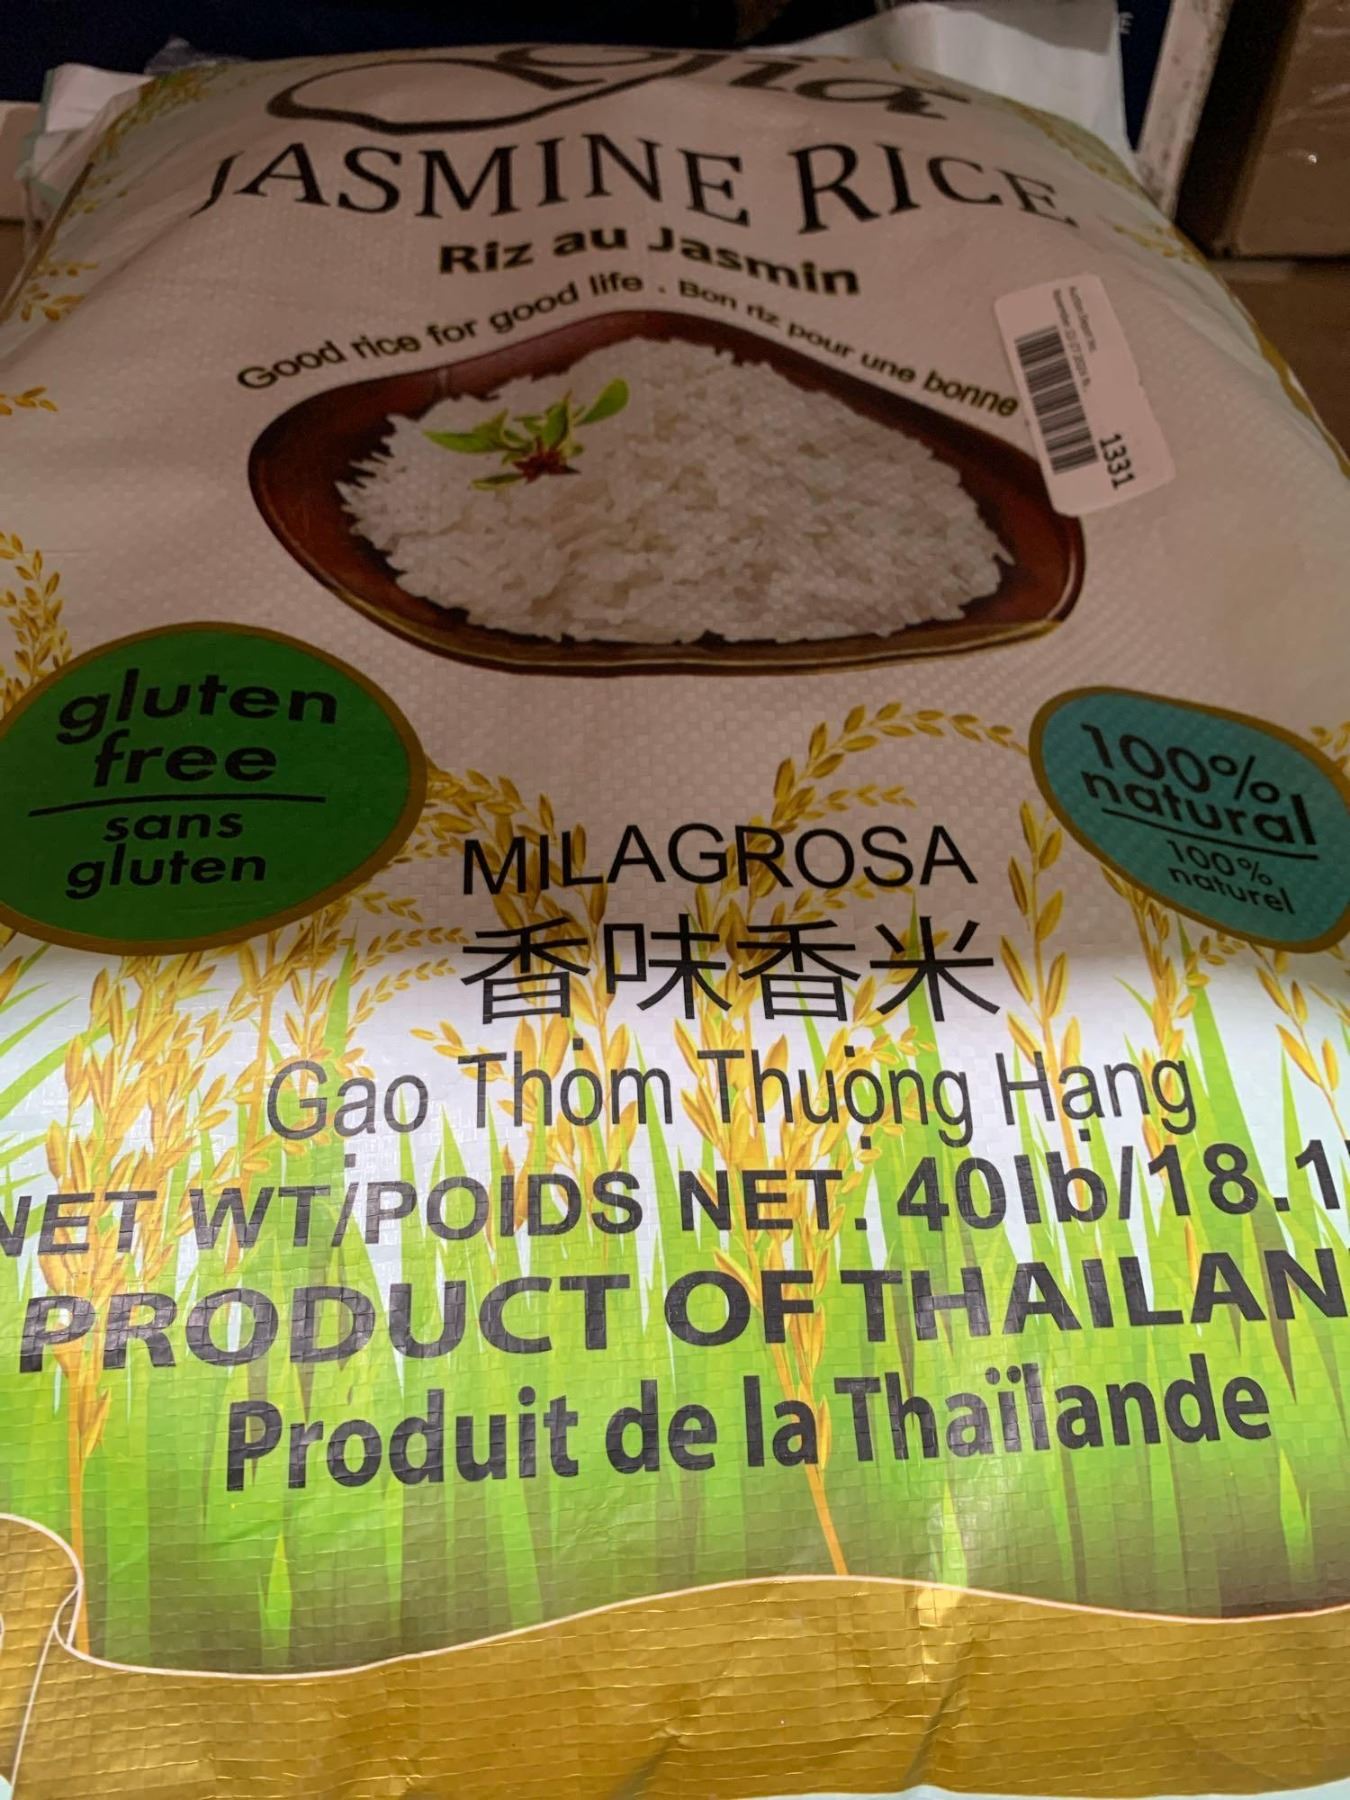 JASMINE RICE
Riz au Jasmin
Good rice for good life . Bon riz pour une bonne
1331
gluten
free
sans
gluten
100%
natural
100%
naturel
MILAGROSA
香味香米
Gạo Thỏm Thuọng Hạng
NET WT/POIDS NET. 40lb/18.1
PRODUCT OF THAILAN
Produit de la Thaïlande